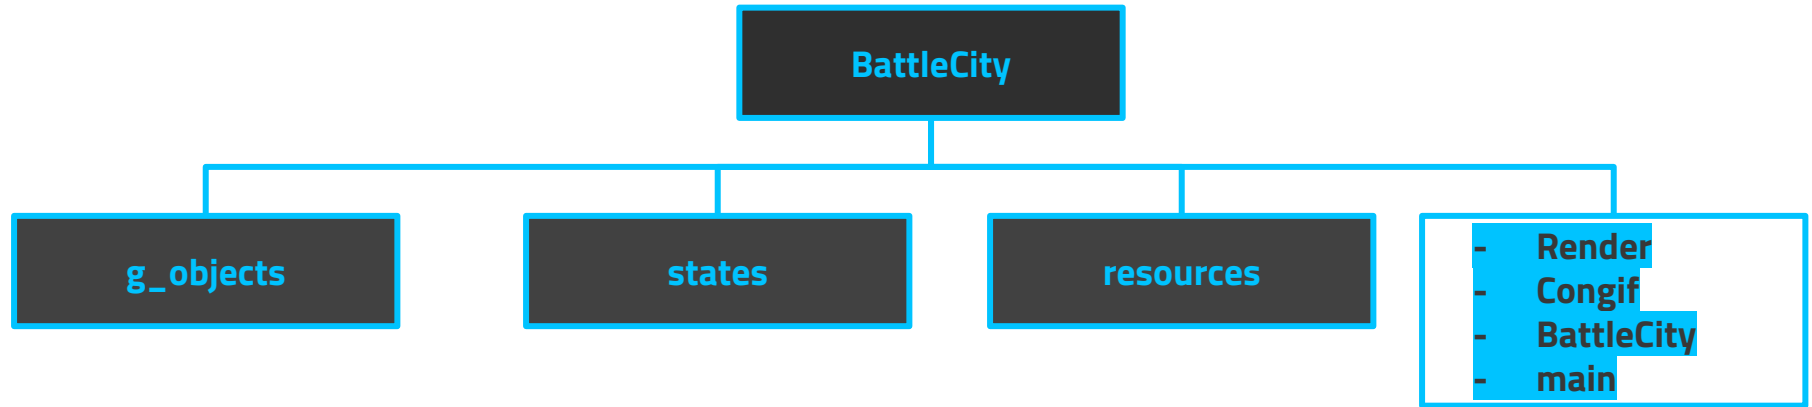 BattleCity
g_objects
states
resources
- Render
- Congif
- BattleCity
- main